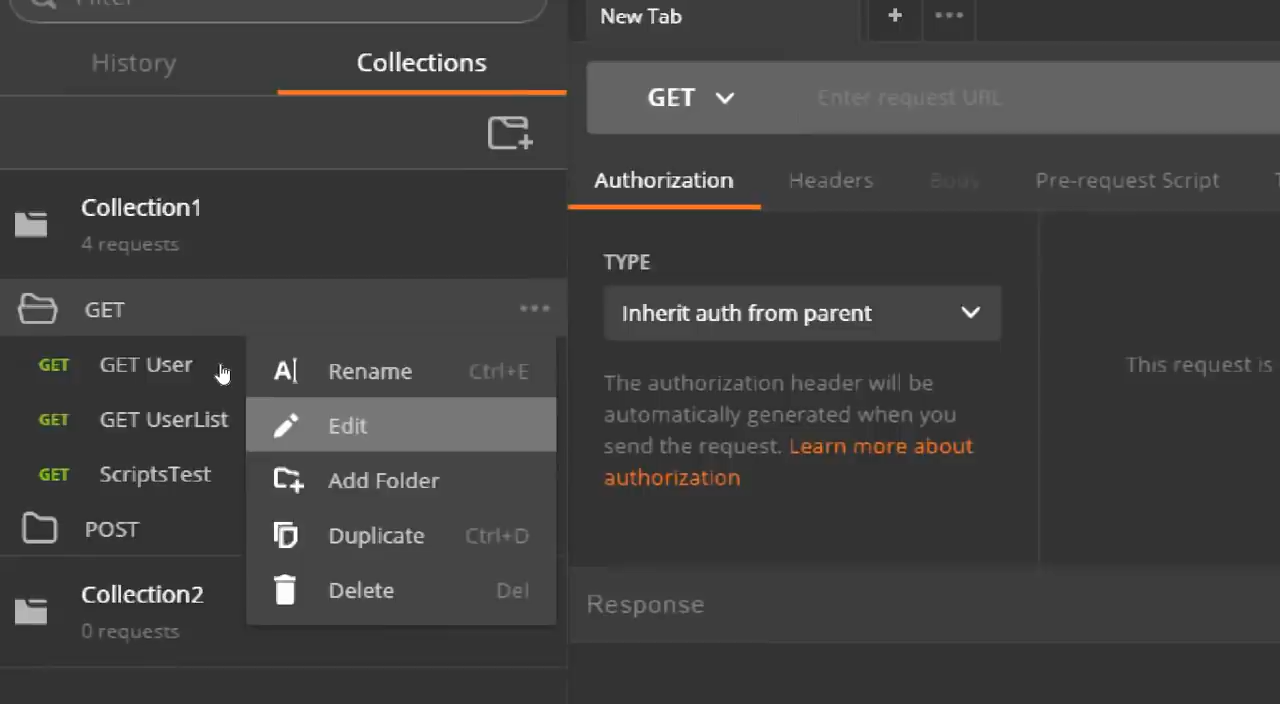 Filter
History
Collections
Collection1
4 requests
GET
GET GET User
GET GET UserList
GET ScriptsTest
POST
Collection2
0 requests
Rename Ctrl+E
Edit
Add Folder
Duplicate Ctrl+D
Delete Del
New Tab
GET Enter request URL
Authorization Headers Body Pre-request Script
TYPE
Inherit auth from parent
The authorization header will be
automatically generated when you
send the request. Learn more about
authorization
This request is
Response